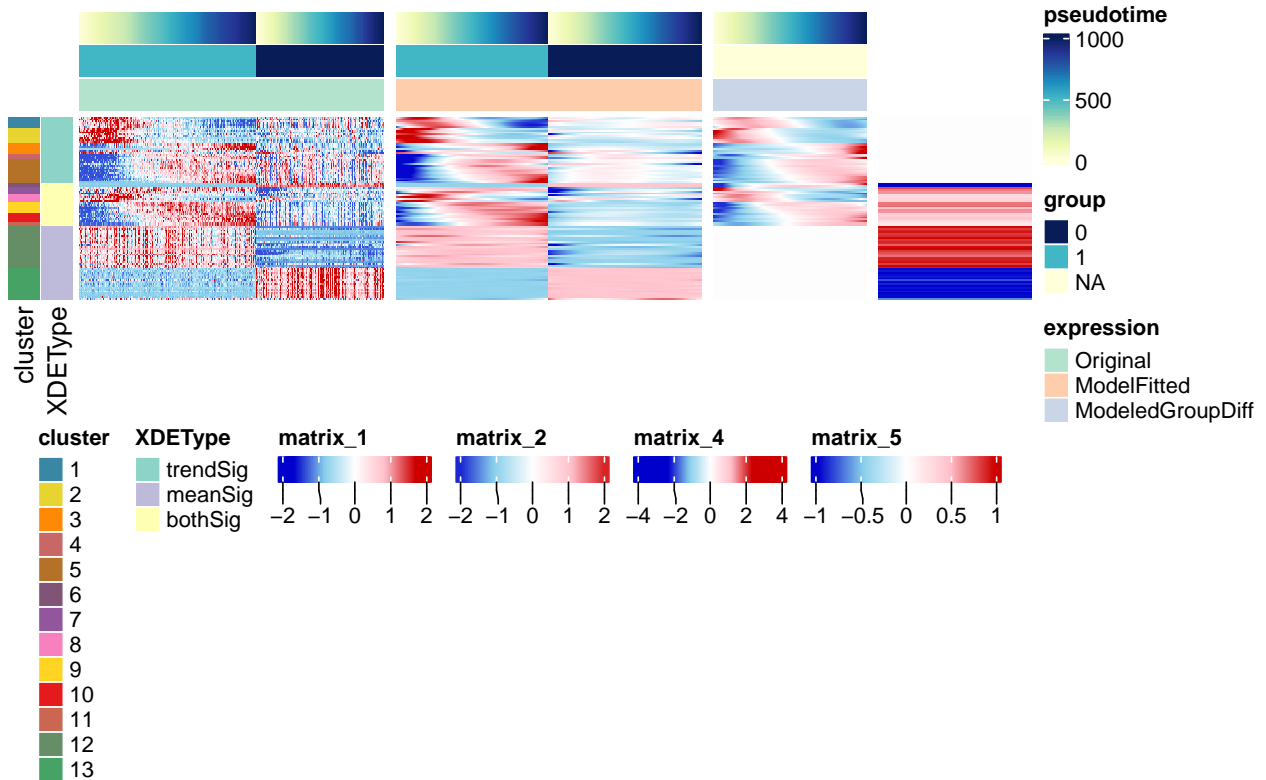 pseudotime
1000
500
0
group
0
1
NA
expression
Original
ModelFitted
ModeledGroupDiff
cluster
XDEType
cluster
1
2
3
4
5
6
7
8
9
10
11
12
13
XDEType
trendSig
meanSig
bothSig
matrix_1
−2 −1 0 1 2
matrix_2
−2 −1 0 1 2
matrix_4
−4 −2 0 2 4
matrix_5
−1 −0.5 0 0.5 1